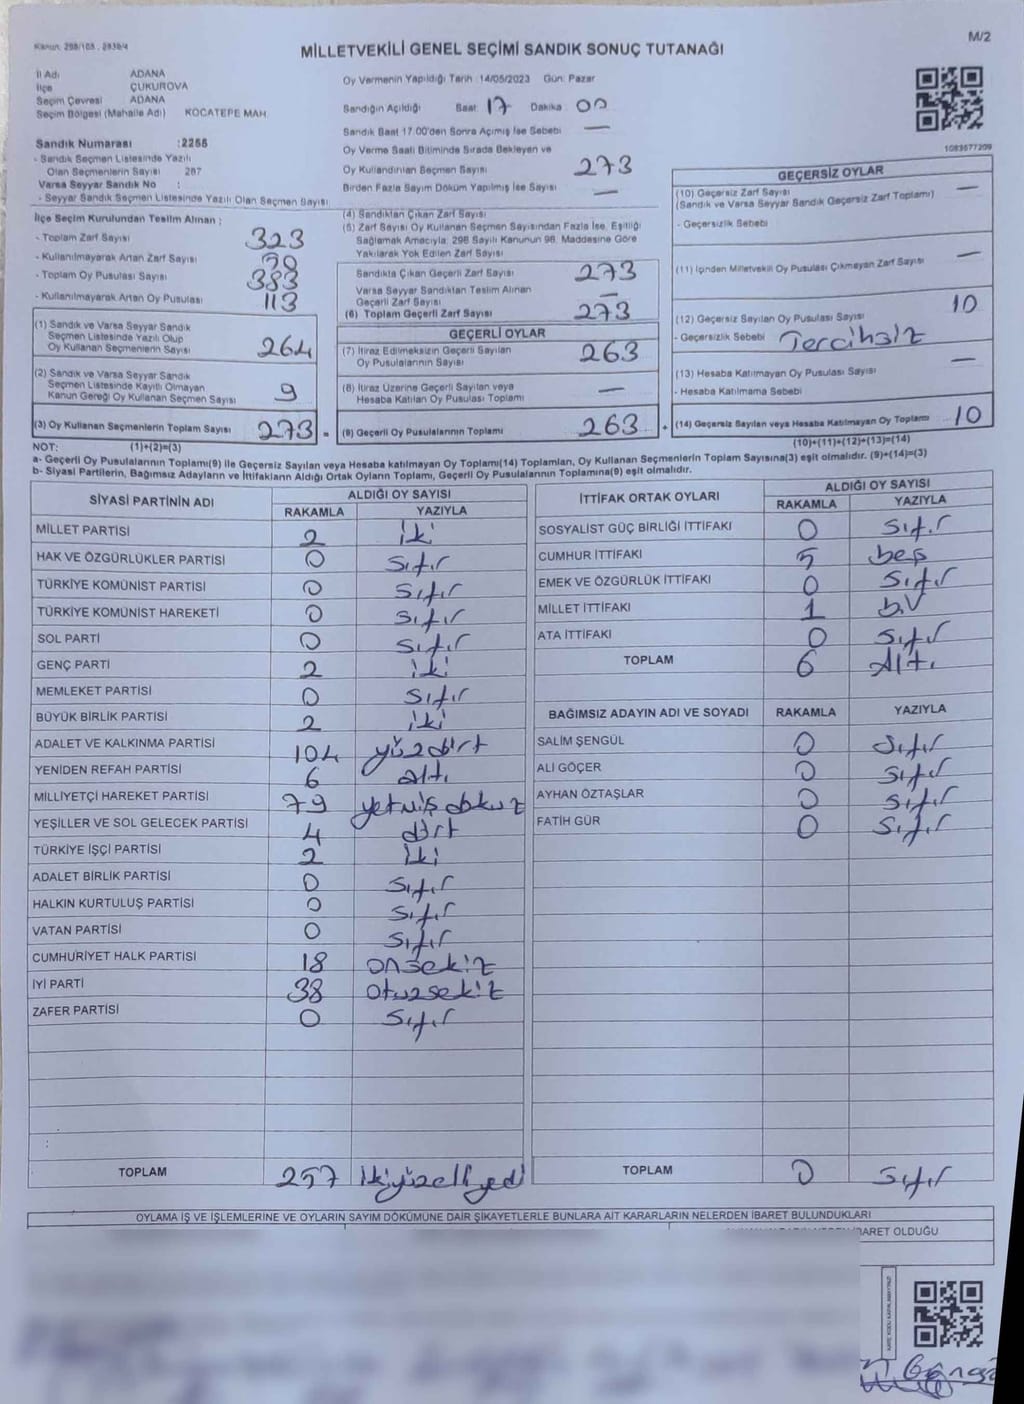 Kanun: 298/105 , 2839/4
M/2
MİLLETVEKİLİ GENEL SEÇİMİ SANDIK SONUÇ TUTANAĞI
İl Adı ADANA
İlçe ÇUKUROVA
Seçim Çevresi ADANA
Seçim Bölgesi (Mahalle Adı) KOCATEPE MAH.
Oy Vermenin Yapıldığı Tarih :14/05/2023 Gün: Pazar
Sandığın Açıldığı Saat 17 Dakika 00
Sandık Saat 17.00'den Sonra Açılmış İse Sebebi —
Sandık Numarası
- Sandık Seçmen Listesinde Yazılı
Olan Seçmenlerin Sayısı 267
Varsa Seyyar Sandık No :
- Seyyar Sandık Seçmen Listesinde Yazılı Olan Seçmen Sayısı
Oy Verme Saati Bitiminde Sırada Bekleyen ve
Oy Kullandırılan Seçmen Sayısı 273
Birden Fazla Sayım Döküm Yapılmış İse Sayısı —
1083677209
İlçe Seçim Kurulundan Teslim Alınan ;
- Toplam Zarf Sayısı 323
- Kullanılmayarak Artan Zarf Sayısı
- Toplam Oy Pusulası Sayısı 383
- Kullanılmayarak Artan Oy Pusulası 113
(1) Sandık ve Varsa Seyyar Sandık
Seçmen Listesinde Yazılı Olup
Oy Kullanan Seçmenlerin Sayısı 264
(2) Sandık ve Varsa Seyyar Sandık
Seçmen Listesinde Kayıtlı Olmayan
Kanun Gereği Oy Kullanan Seçmen Sayısı 9
(3) Oy Kullanan Seçmenlerin Toplam Sayısı 273 =
(4) Sandıktan Çıkan Zarf Sayısı
(5) Zarf Sayısı Oy Kullanan Seçmen Sayısından Fazla İse, Eşitliği
Sağlamak Amacıyla; 298 Sayılı Kanunun 98. Maddesine Göre
Yakılarak Yok Edilen Zarf Sayısı
Sandıkta Çıkan Geçerli Zarf Sayısı 273
Varsa Seyyar Sandıktan Teslim Alınan
Geçerli Zarf Sayısı —
(6) Toplam Geçerli Zarf Sayısı 273
GEÇERLİ OYLAR
(7) İtiraz Edilmeksizin Geçerli Sayılan
Oy Pusulalarının Sayısı 263
(8) İtiraz Üzerine Geçerli Sayılan veya
Hesaba Katılan Oy Pusulası Toplamı —
(9) Geçerli Oy Pusulalarının Toplamı 263 +
GEÇERSİZ OYLAR
(10) Geçersiz Zarf Sayısı —
(Sandık ve Varsa Seyyar Sandık Geçersiz Zarf Toplamı)
- Geçersizlik Sebebi
(11) İçinden Milletvekili Oy Pusulası Çıkmayan Zarf Sayısı —
(12) Geçersiz Sayılan Oy Pusulası Sayısı 10
- Geçersizlik Sebebi Tercihsiz
(13) Hesaba Katılmayan Oy Pusulası Sayısı —
- Hesaba Katılmama Sebebi
(14) Geçersiz Sayılan veya Hesaba Katılmayan Oy Toplamı 10
NOT: (1)+(2)=(3)
(10)+(11)+(12)+(13)=(14)
a- Geçerli Oy Pusulalarının Toplamı(9) ile Geçersiz Sayılan veya Hesaba katılmayan Oy Toplamı(14) Toplamları, Oy Kullanan Seçmenlerin Toplam Sayısına(3) eşit olmalıdır. (9)+(14)=(3)
b- Siyasi Partilerin, Bağımsız Adayların ve İttifakların Aldığı Ortak Oyların Toplamı, Geçerli Oy Pusulalarının Toplamına(9) eşit olmalıdır.
SİYASİ PARTİNİN ADI ALDIĞI OY SAYISI
RAKAMLA YAZIYLA
MİLLET PARTİSİ 2 iki
HAK VE ÖZGÜRLÜKLER PARTİSİ 0 Sıfır
TÜRKİYE KOMÜNİST PARTİSİ 0 Sıfır
TÜRKİYE KOMÜNİST HAREKETİ 0 Sıfır
SOL PARTİ 0 Sıfır
GENÇ PARTİ 2 iki
MEMLEKET PARTİSİ 0 Sıfır
BÜYÜK BİRLİK PARTİSİ 2 iki
ADALET VE KALKINMA PARTİSİ 104 yüzdört
YENİDEN REFAH PARTİSİ 6 altı
MİLLİYETÇİ HAREKET PARTİSİ 79 yetmiş dokuz
YEŞİLLER VE SOL GELECEK PARTİSİ 4 dört
TÜRKİYE İŞÇİ PARTİSİ 2 iki
ADALET BİRLİK PARTİSİ 0 Sıfır
HALKIN KURTULUŞ PARTİSİ 0 Sıfır
VATAN PARTİSİ 0 Sıfır
CUMHURİYET HALK PARTİSİ 18 onsekiz
İYİ PARTİ 38 otuzsekiz
ZAFER PARTİSİ 0 Sıfır
TOPLAM 257 ikiyüzelliyedi
İTTİFAK ORTAK OYLARI ALDIĞI OY SAYISI
RAKAMLA YAZIYLA
SOSYALİST GÜÇ BİRLİĞİ İTTİFAKI 0 Sıfır
CUMHUR İTTİFAKI 5 beş
EMEK VE ÖZGÜRLÜK İTTİFAKI 0 Sıfır
MİLLET İTTİFAKI 1 bir
ATA İTTİFAKI 0 Sıfır
TOPLAM 6 Altı
BAĞIMSIZ ADAYIN ADI VE SOYADI RAKAMLA YAZIYLA
SALİM ŞENGÜL 0 Sıfır
ALİ GÖÇER 0 Sıfır
AYHAN ÖZTAŞLAR 0 Sıfır
FATİH GÜR 0 Sıfır
TOPLAM 0 Sıfır
OYLAMA İŞ VE İŞLEMLERİNE VE OYLARIN SAYIM DÖKÜMÜNE DAİR ŞİKAYETLERLE BUNLARA AİT KARARLARIN NELERDEN İBARET BULUNDUKLARI
OLDUĞU